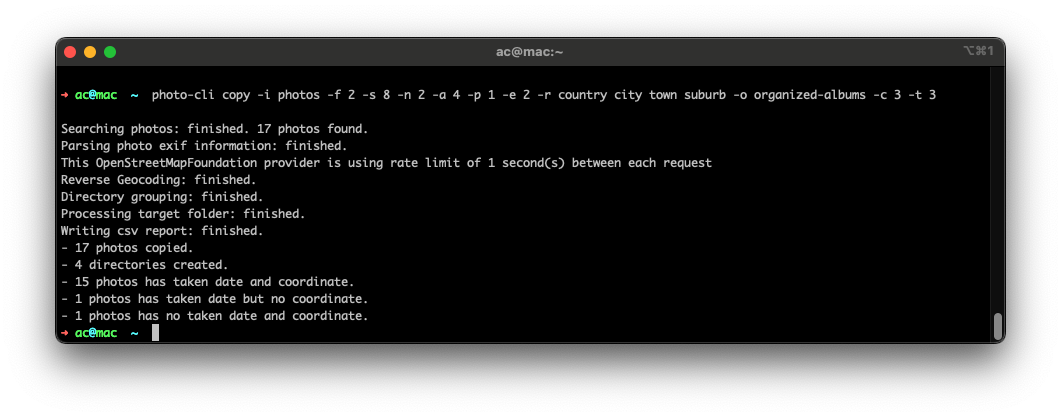 ac@mac:~
⌥⌘1
➜ ac@mac ~ photo-cli copy -i photos -f 2 -s 8 -n 2 -a 4 -p 1 -e 2 -r country city town suburb -o organized-albums -c 3 -t 3
Searching photos: finished. 17 photos found.
Parsing photo exif information: finished.
This OpenStreetMapFoundation provider is using rate limit of 1 second(s) between each request
Reverse Geocoding: finished.
Directory grouping: finished.
Processing target folder: finished.
Writing csv report: finished.
- 17 photos copied.
- 4 directories created.
- 15 photos has taken date and coordinate.
- 1 photos has taken date but no coordinate.
- 1 photos has no taken date and coordinate.
➜ ac@mac ~